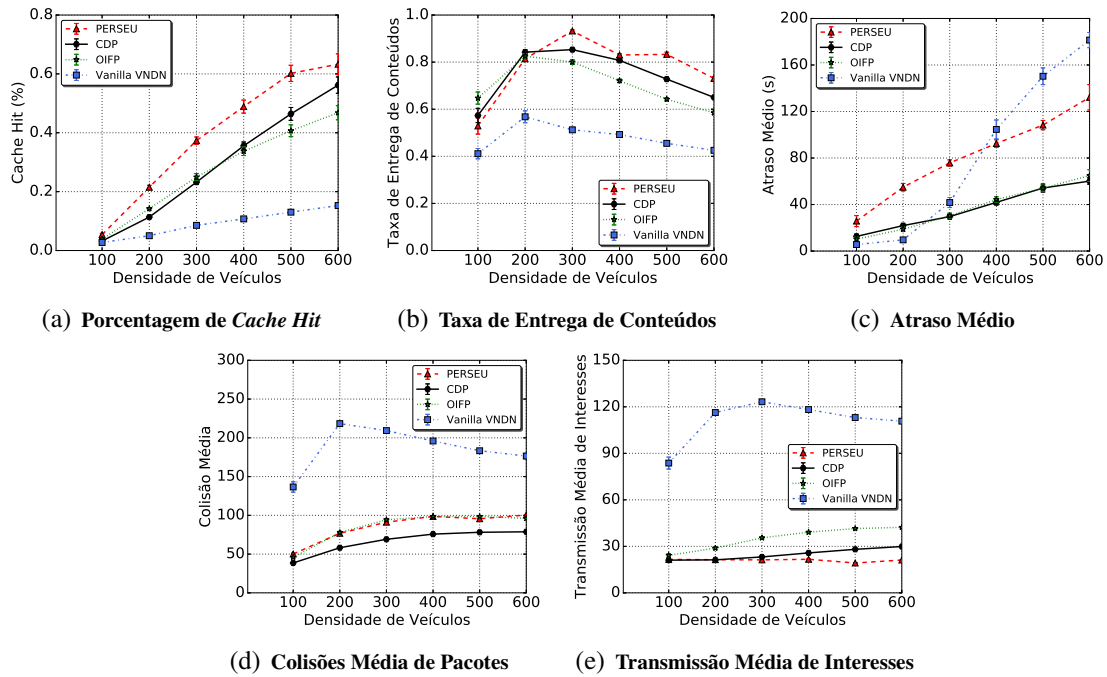 0.8
0.6
0.4
0.2
0.0
Cache Hit (%)
PERSEU
CDP
OIFP
Vanilla VNDN
100 200 300 400 500 600
Densidade de Veículos
(a) Porcentagem de Cache Hit
1.0
0.8
0.6
0.4
0.2
0.0
Taxa de Entrega de Conteúdos
PERSEU
CDP
OIFP
Vanilla VNDN
100 200 300 400 500 600
Densidade de Veículos
(b) Taxa de Entrega de Conteúdos
200
160
120
80
40
0
Atraso Médio (s)
PERSEU
CDP
OIFP
Vanilla VNDN
100 200 300 400 500 600
Densidade de Veículos
(c) Atraso Médio
300
250
200
150
100
50
0
Colisão Média
PERSEU
CDP
OIFP
Vanilla VNDN
100 200 300 400 500 600
Densidade de Veículos
(d) Colisões Média de Pacotes
150
120
90
60
30
0
Transmissão Média de Interesses
PERSEU
CDP
OIFP
Vanilla VNDN
100 200 300 400 500 600
Densidade de Veículos
(e) Transmissão Média de Interesses